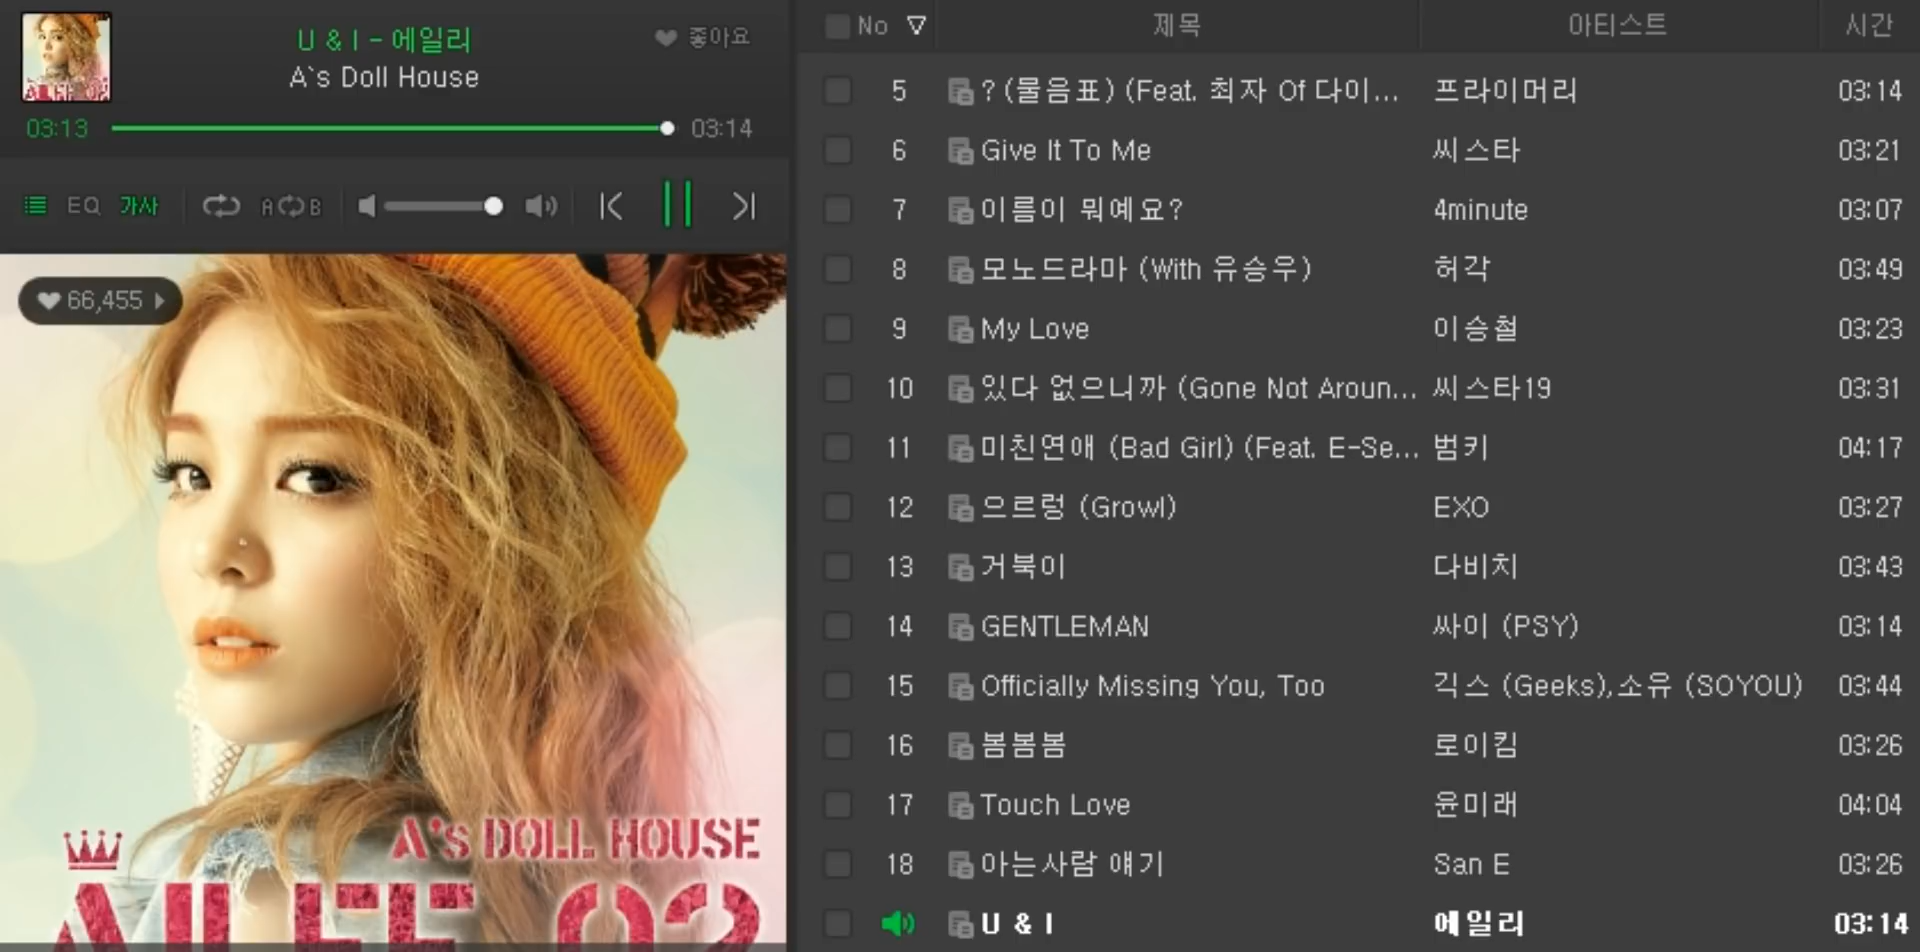 U & I - 에일리
좋아요
A`s Doll House
03:13
03:14
EQ 가사
A B
66,455
A's DOLL HOUSE
AILEE 02
No 제목 아티스트 시간
5 ? (물음표) (Feat. 최자 Of 다이... 프라이머리 03:14
6 Give It To Me 씨스타 03:21
7 이름이 뭐예요? 4minute 03:07
8 모노드라마 (With 유승우) 허각 03:49
9 My Love 이승철 03:23
10 있다 없으니까 (Gone Not Aroun... 씨스타19 03:31
11 미친연애 (Bad Girl) (Feat. E-Se... 범키 04:17
12 으르렁 (Growl) EXO 03:27
13 거북이 다비치 03:43
14 GENTLEMAN 싸이 (PSY) 03:14
15 Officially Missing You, Too 긱스 (Geeks),소유 (SOYOU) 03:44
16 봄봄봄 로이킴 03:26
17 Touch Love 윤미래 04:04
18 아는사람 얘기 San E 03:26
U & I 에일리 03:14